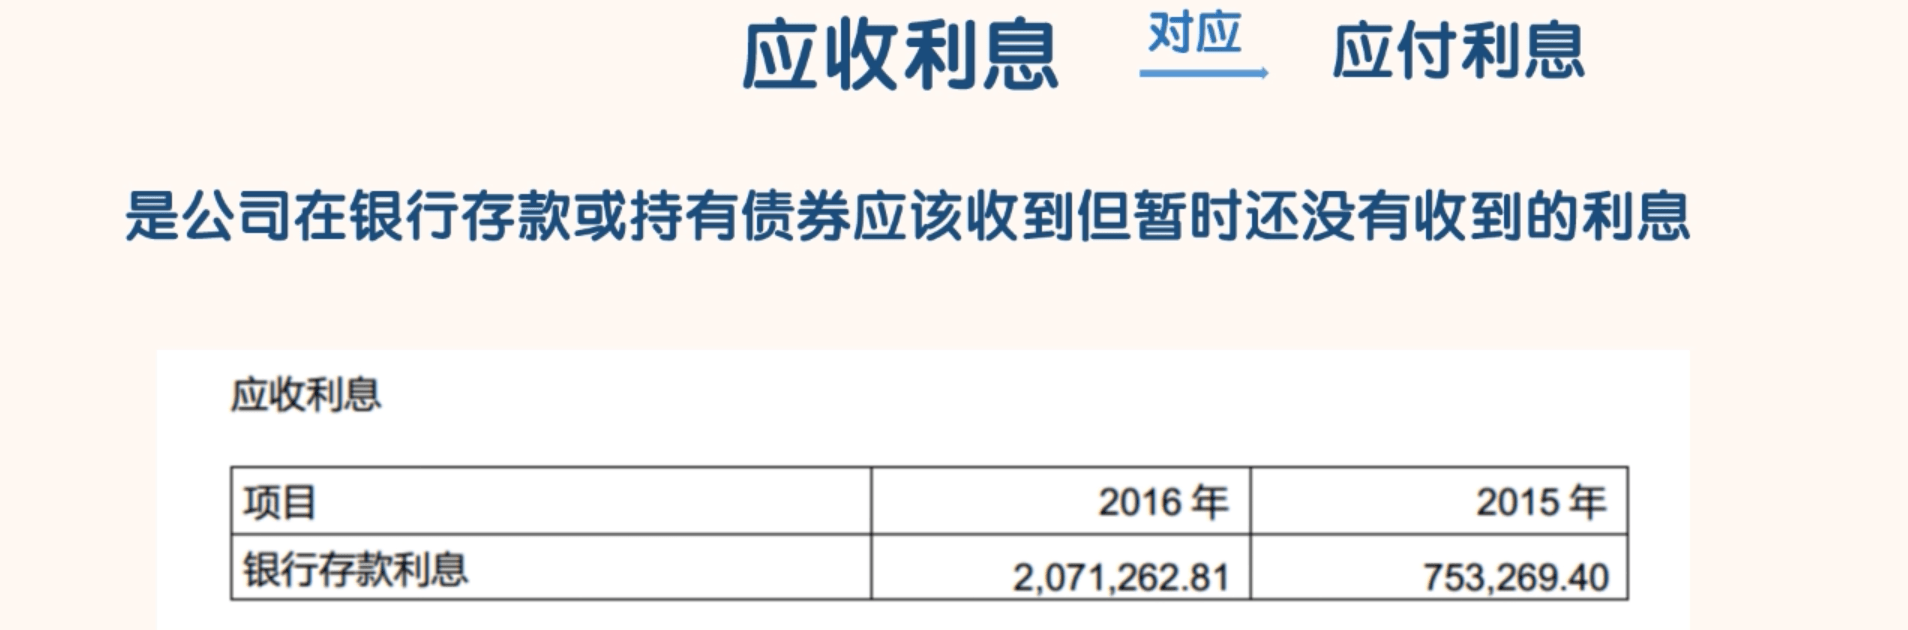 应收利息 对应 应付利息
是公司在银行存款或持有债券应该收到但暂时还没有收到的利息
应收利息
项目 2016 年 2015 年
银行存款利息 2,071,262.81 753,269.40